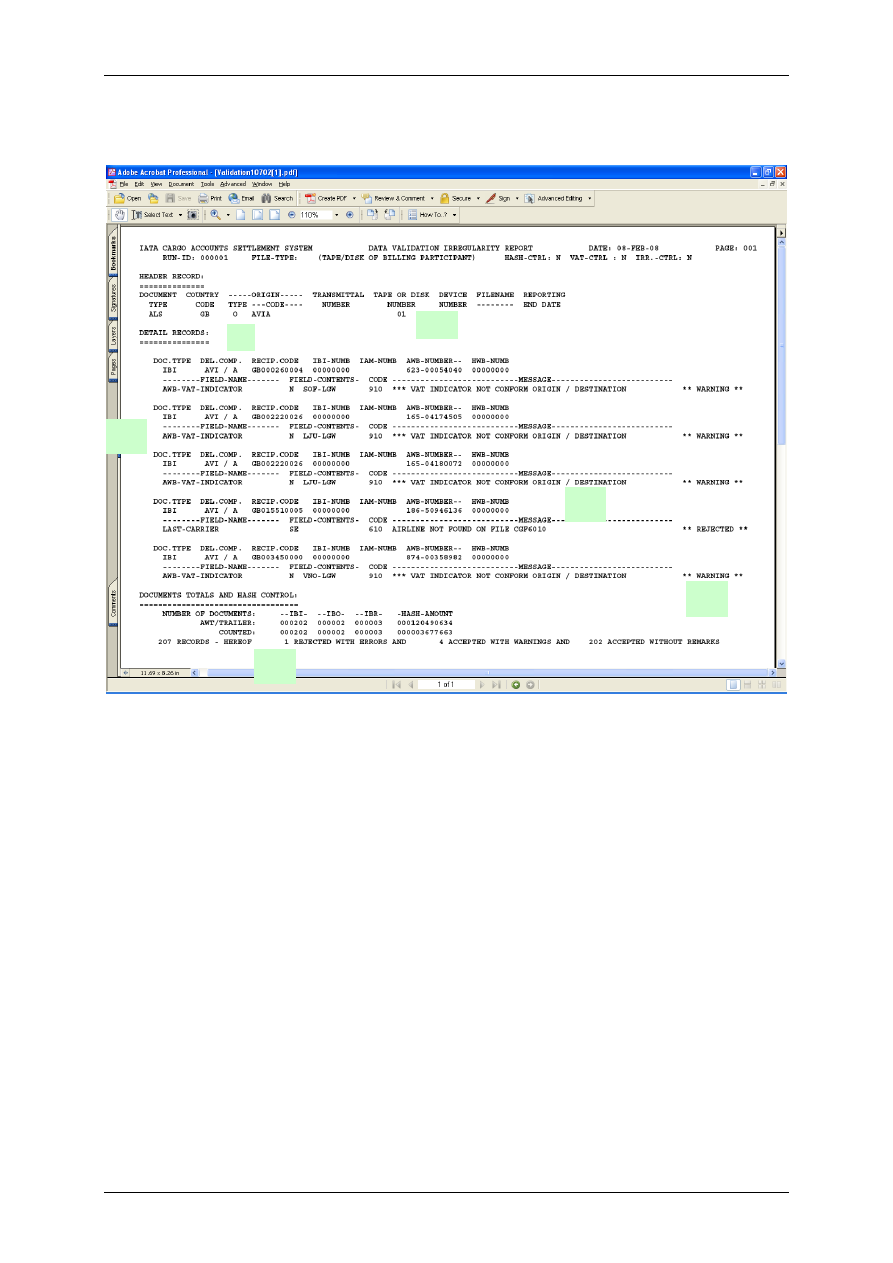 Adobe Acrobat Professional - [Validation10702[1].pdf]
File Edit View Document Tools Advanced Window Help
Open Save Print Email Search Create PDF Review & Comment Secure Sign Advanced Editing
Select Text 110% How To..?
Bookmarks
Signatures
Layers
Pages
Comments
IATA CARGO ACCOUNTS SETTLEMENT SYSTEM DATA VALIDATION IRREGULARITY REPORT DATE: 08-FEB-08 PAGE: 001
RUN-ID: 000001 FILE-TYPE: (TAPE/DISK OF BILLING PARTICIPANT) HASH-CTRL: N VAT-CTRL : N IRR.-CTRL: N
HEADER RECORD:
==============
DOCUMENT COUNTRY -----ORIGIN----- TRANSMITTAL TAPE OR DISK DEVICE FILENAME REPORTING
TYPE CODE TYPE ---CODE---- NUMBER NUMBER NUMBER -------- END DATE
ALS GB O AVIA 01
DETAIL RECORDS:
===============
DOC.TYPE DEL.COMP. RECIP.CODE IBI-NUMB IAM-NUMB AWB-NUMBER-- HWB-NUMB
IBI AVI / A GB000260004 00000000 623-00054040 00000000
--------FIELD-NAME------- FIELD-CONTENTS- CODE ---------------------------MESSAGE--------------------------
AWB-VAT-INDICATOR N SOF-LGW 910 *** VAT INDICATOR NOT CONFORM ORIGIN / DESTINATION ** WARNING **
DOC.TYPE DEL.COMP. RECIP.CODE IBI-NUMB IAM-NUMB AWB-NUMBER-- HWB-NUMB
IBI AVI / A GB002220026 00000000 165-04174505 00000000
--------FIELD-NAME------- FIELD-CONTENTS- CODE ---------------------------MESSAGE--------------------------
AWB-VAT-INDICATOR N LJU-LGW 910 *** VAT INDICATOR NOT CONFORM ORIGIN / DESTINATION ** WARNING **
DOC.TYPE DEL.COMP. RECIP.CODE IBI-NUMB IAM-NUMB AWB-NUMBER-- HWB-NUMB
IBI AVI / A GB002220026 00000000 165-04180072 00000000
--------FIELD-NAME------- FIELD-CONTENTS- CODE ---------------------------MESSAGE--------------------------
AWB-VAT-INDICATOR N LJU-LGW 910 *** VAT INDICATOR NOT CONFORM ORIGIN / DESTINATION ** WARNING **
DOC.TYPE DEL.COMP. RECIP.CODE IBI-NUMB IAM-NUMB AWB-NUMBER-- HWB-NUMB
IBI AVI / A GB015510005 00000000 186-50946136 00000000
--------FIELD-NAME------- FIELD-CONTENTS- CODE ---------------------------MESSAGE--------------------------
LAST-CARRIER SE 610 AIRLINE NOT FOUND ON FILE CGF6010 ** REJECTED **
DOC.TYPE DEL.COMP. RECIP.CODE IBI-NUMB IAM-NUMB AWB-NUMBER-- HWB-NUMB
IBI AVI / A GB003450000 00000000 874-00358982 00000000
--------FIELD-NAME------- FIELD-CONTENTS- CODE ---------------------------MESSAGE--------------------------
AWB-VAT-INDICATOR N VNO-LGW 910 *** VAT INDICATOR NOT CONFORM ORIGIN / DESTINATION ** WARNING **
DOCUMENTS TOTALS AND HASH CONTROL:
==================================
NUMBER OF DOCUMENTS: --IBI- --IBO- --IBR- -HASH-AMOUNT
AWT/TRAILER: 000202 000002 000003 000120490634
COUNTED: 000202 000002 000003 000003677663
207 RECORDS - HEREOF 1 REJECTED WITH ERRORS AND 4 ACCEPTED WITH WARNINGS AND 202 ACCEPTED WITHOUT REMARKS
11.69 x 8.26 in
1 of 1